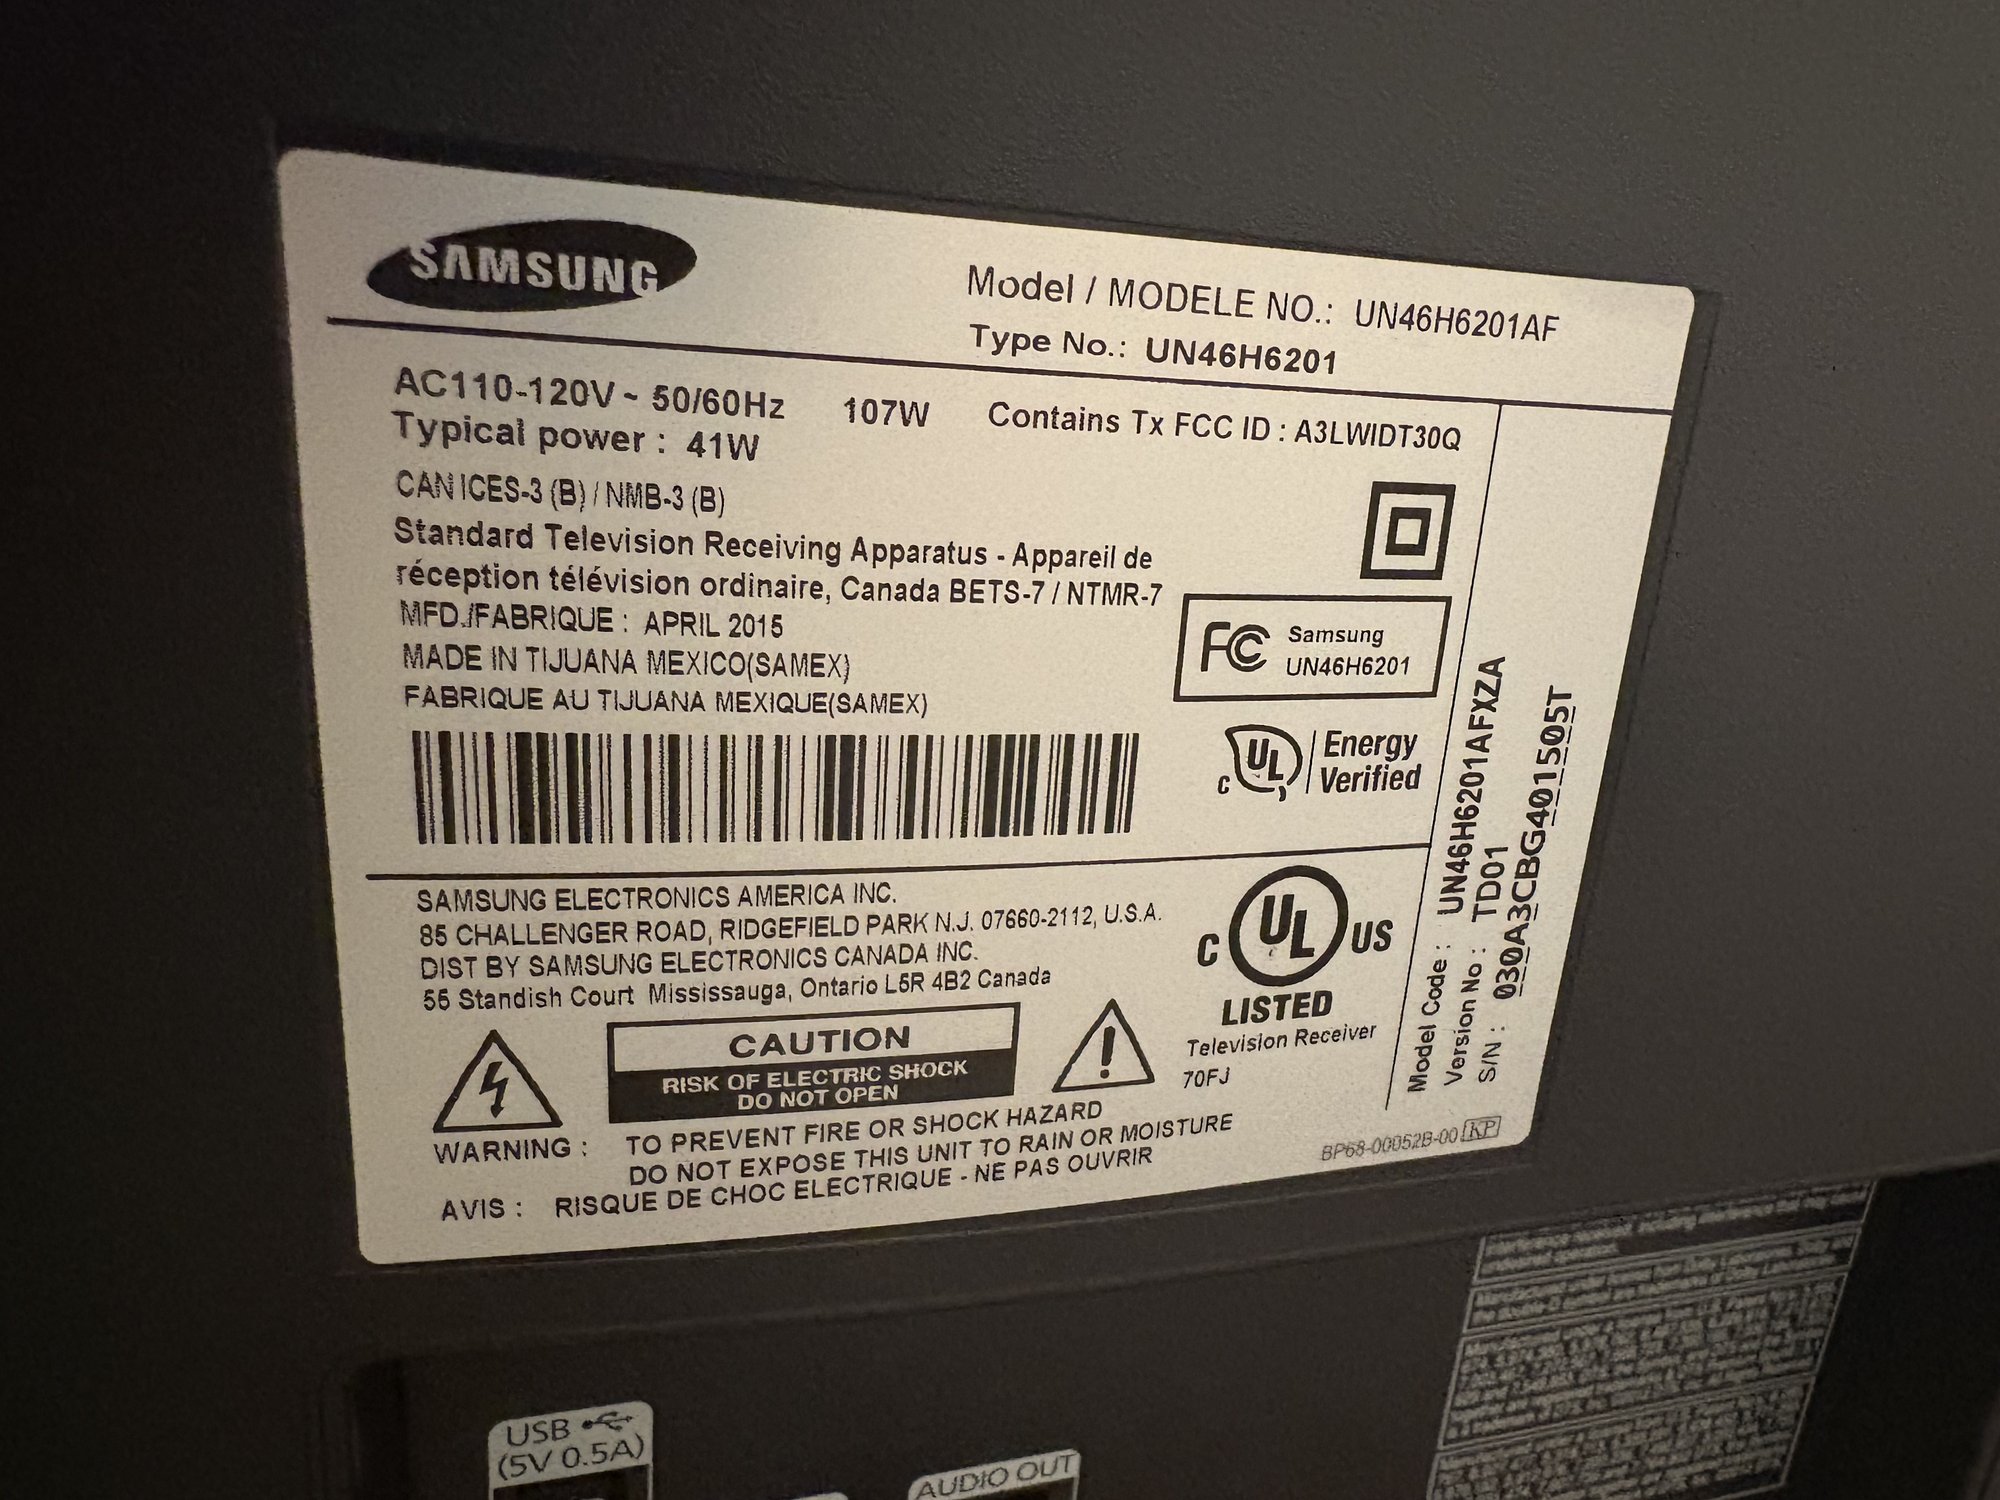 SAMSUNG
Model / MODELE NO.: UN46H6201AF
Type No.: UN46H6201
AC110-120V ~ 50/60Hz 107W Contains Tx FCC ID : A3LWIDT30Q
Typical power : 41W
CAN ICES-3 (B) / NMB-3 (B)
Standard Television Receiving Apparatus - Appareil de
réception télévision ordinaire, Canada BETS-7 / NTMR-7
MFD./FABRIQUE : APRIL 2015
MADE IN TIJUANA MEXICO(SAMEX)
FABRIQUE AU TIJUANA MEXIQUE(SAMEX)
FC Samsung
UN46H6201
C UL Energy
Verified
SAMSUNG ELECTRONICS AMERICA INC.
85 CHALLENGER ROAD, RIDGEFIELD PARK N.J. 07660-2112, U.S.A.
DIST BY SAMSUNG ELECTRONICS CANADA INC.
55 Standish Court Mississauga, Ontario L5R 4B2 Canada
C UL US
LISTED
Television Receiver
70FJ
CAUTION
RISK OF ELECTRIC SHOCK
DO NOT OPEN
WARNING : TO PREVENT FIRE OR SHOCK HAZARD
DO NOT EXPOSE THIS UNIT TO RAIN OR MOISTURE
AVIS : RISQUE DE CHOC ELECTRIQUE - NE PAS OUVRIR
Model Code : UN46H6201AFXZA
Version No : TD01
S/N : 030A3CBG401505T
BP68-00052B-00 KP
USB
(5V 0.5A)
AUDIO OUT